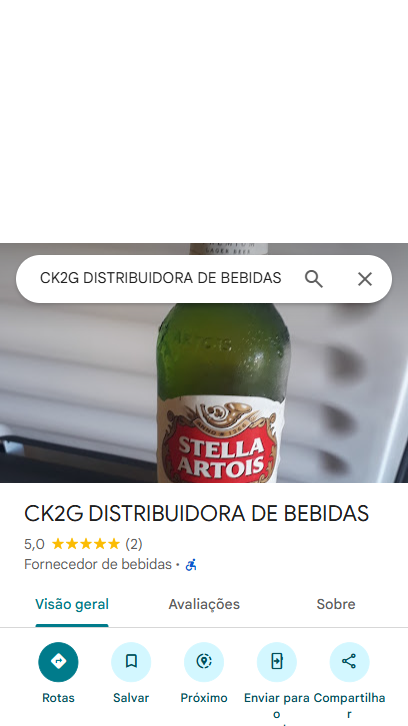 CK2G DISTRIBUIDORA DE BEBIDAS
ARTOIS
STELLA
ARTOIS
CK2G DISTRIBUIDORA DE BEBIDAS
5,0 ★★★★★ (2)
Fornecedor de bebidas ·
Visão geral Avaliações Sobre
Rotas Salvar Próximo Enviar para o Compartilhar